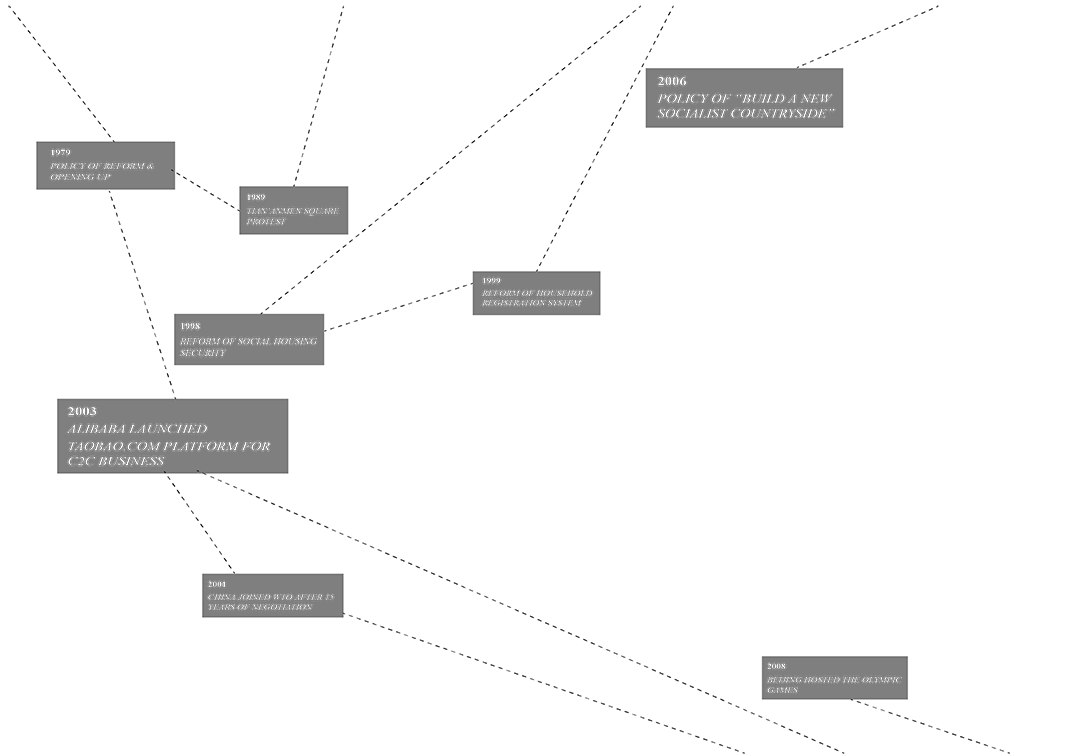 2006
POLICY OF "BUILD A NEW
SOCIALIST COUNTRYSIDE"
1979
POLICY OF REFORM &
OPENING UP
1989
TIAN'ANMEN SQUARE
PROTEST
1999
REFORM OF HOUSEHOLD
REGISTRATION SYSTEM
1998
REFORM OF SOCIAL HOUSING
SECURITY
2003
ALIBABA LAUNCHED
TAOBAO.COM PLATFORM FOR
C2C BUSINESS
CHINA JOINED WTO AFTER 15
YEARS OF NEGOTIATION
2008
BEIJING HOSTED THE OLYMPIC
GAMES